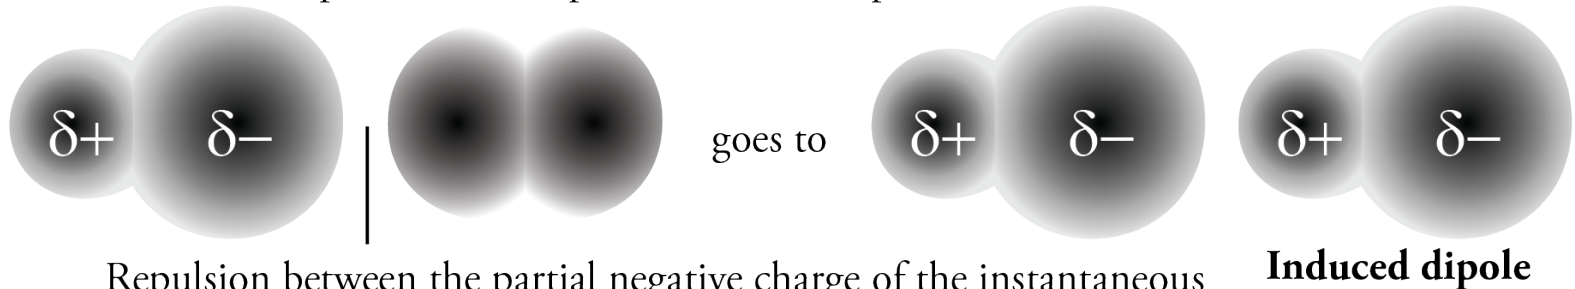 δ+ δ− goes to δ+ δ− δ+ δ−
Repulsion between the partial negative charge of the instantaneous
Induced dipole